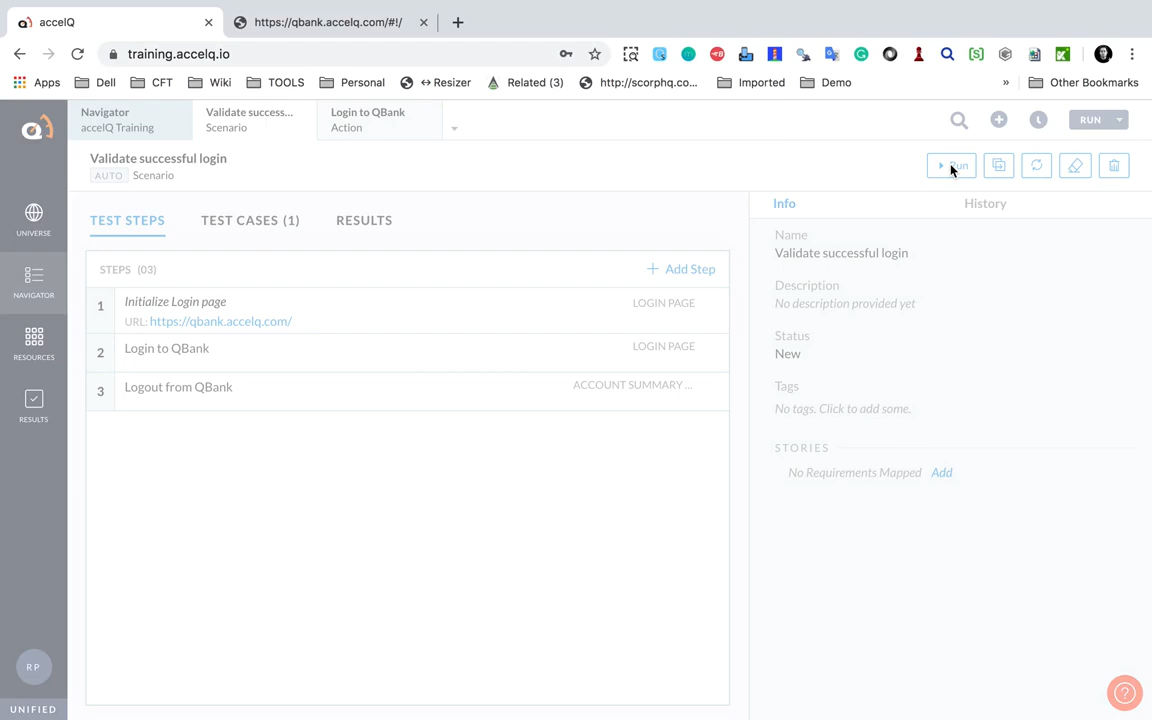 accelQ
https://qbank.accelq.com/#!/
training.accelq.io
Apps
Dell
CFT
Wiki
TOOLS
Personal
↔Resizer
Related (3)
http://scorphq.co...
Imported
Demo
»
Other Bookmarks
Navigator
accelQ Training
Validate success...
Scenario
Login to QBank
Action
RUN
Validate successful login
AUTO Scenario
Run
UNIVERSE
NAVIGATOR
RESOURCES
RESULTS
RP
UNIFIED
TEST STEPS
TEST CASES (1)
RESULTS
STEPS (03)
+ Add Step
1
Initialize Login page
LOGIN PAGE
URL: https://qbank.accelq.com/
2
Login to QBank
LOGIN PAGE
3
Logout from QBank
ACCOUNT SUMMARY ...
Info
History
Name
Validate successful login
Description
No description provided yet
Status
New
Tags
No tags. Click to add some.
STORIES
No Requirements Mapped Add
?